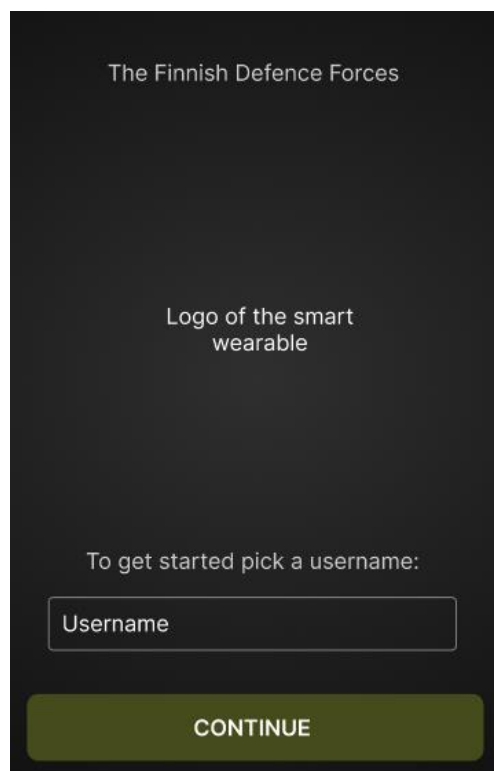 The Finnish Defence Forces
Logo of the smart
wearable
To get started pick a username:
Username
CONTINUE